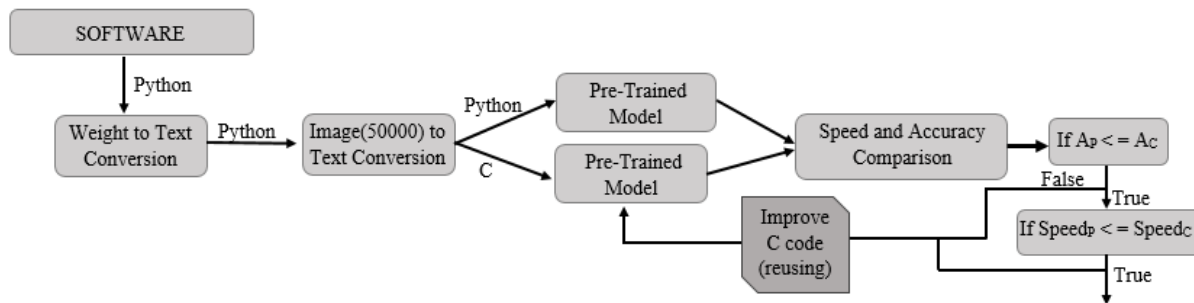 SOFTWARE
Python
Weight to Text
Conversion
Python
Image(50000) to
Text Conversion
Python
C
Pre-Trained
Model
Pre-Trained
Model
Speed and Accuracy
Comparison
If AP < = AC
False
True
Improve
C code
(reusing)
If SpeedP < = SpeedC
True